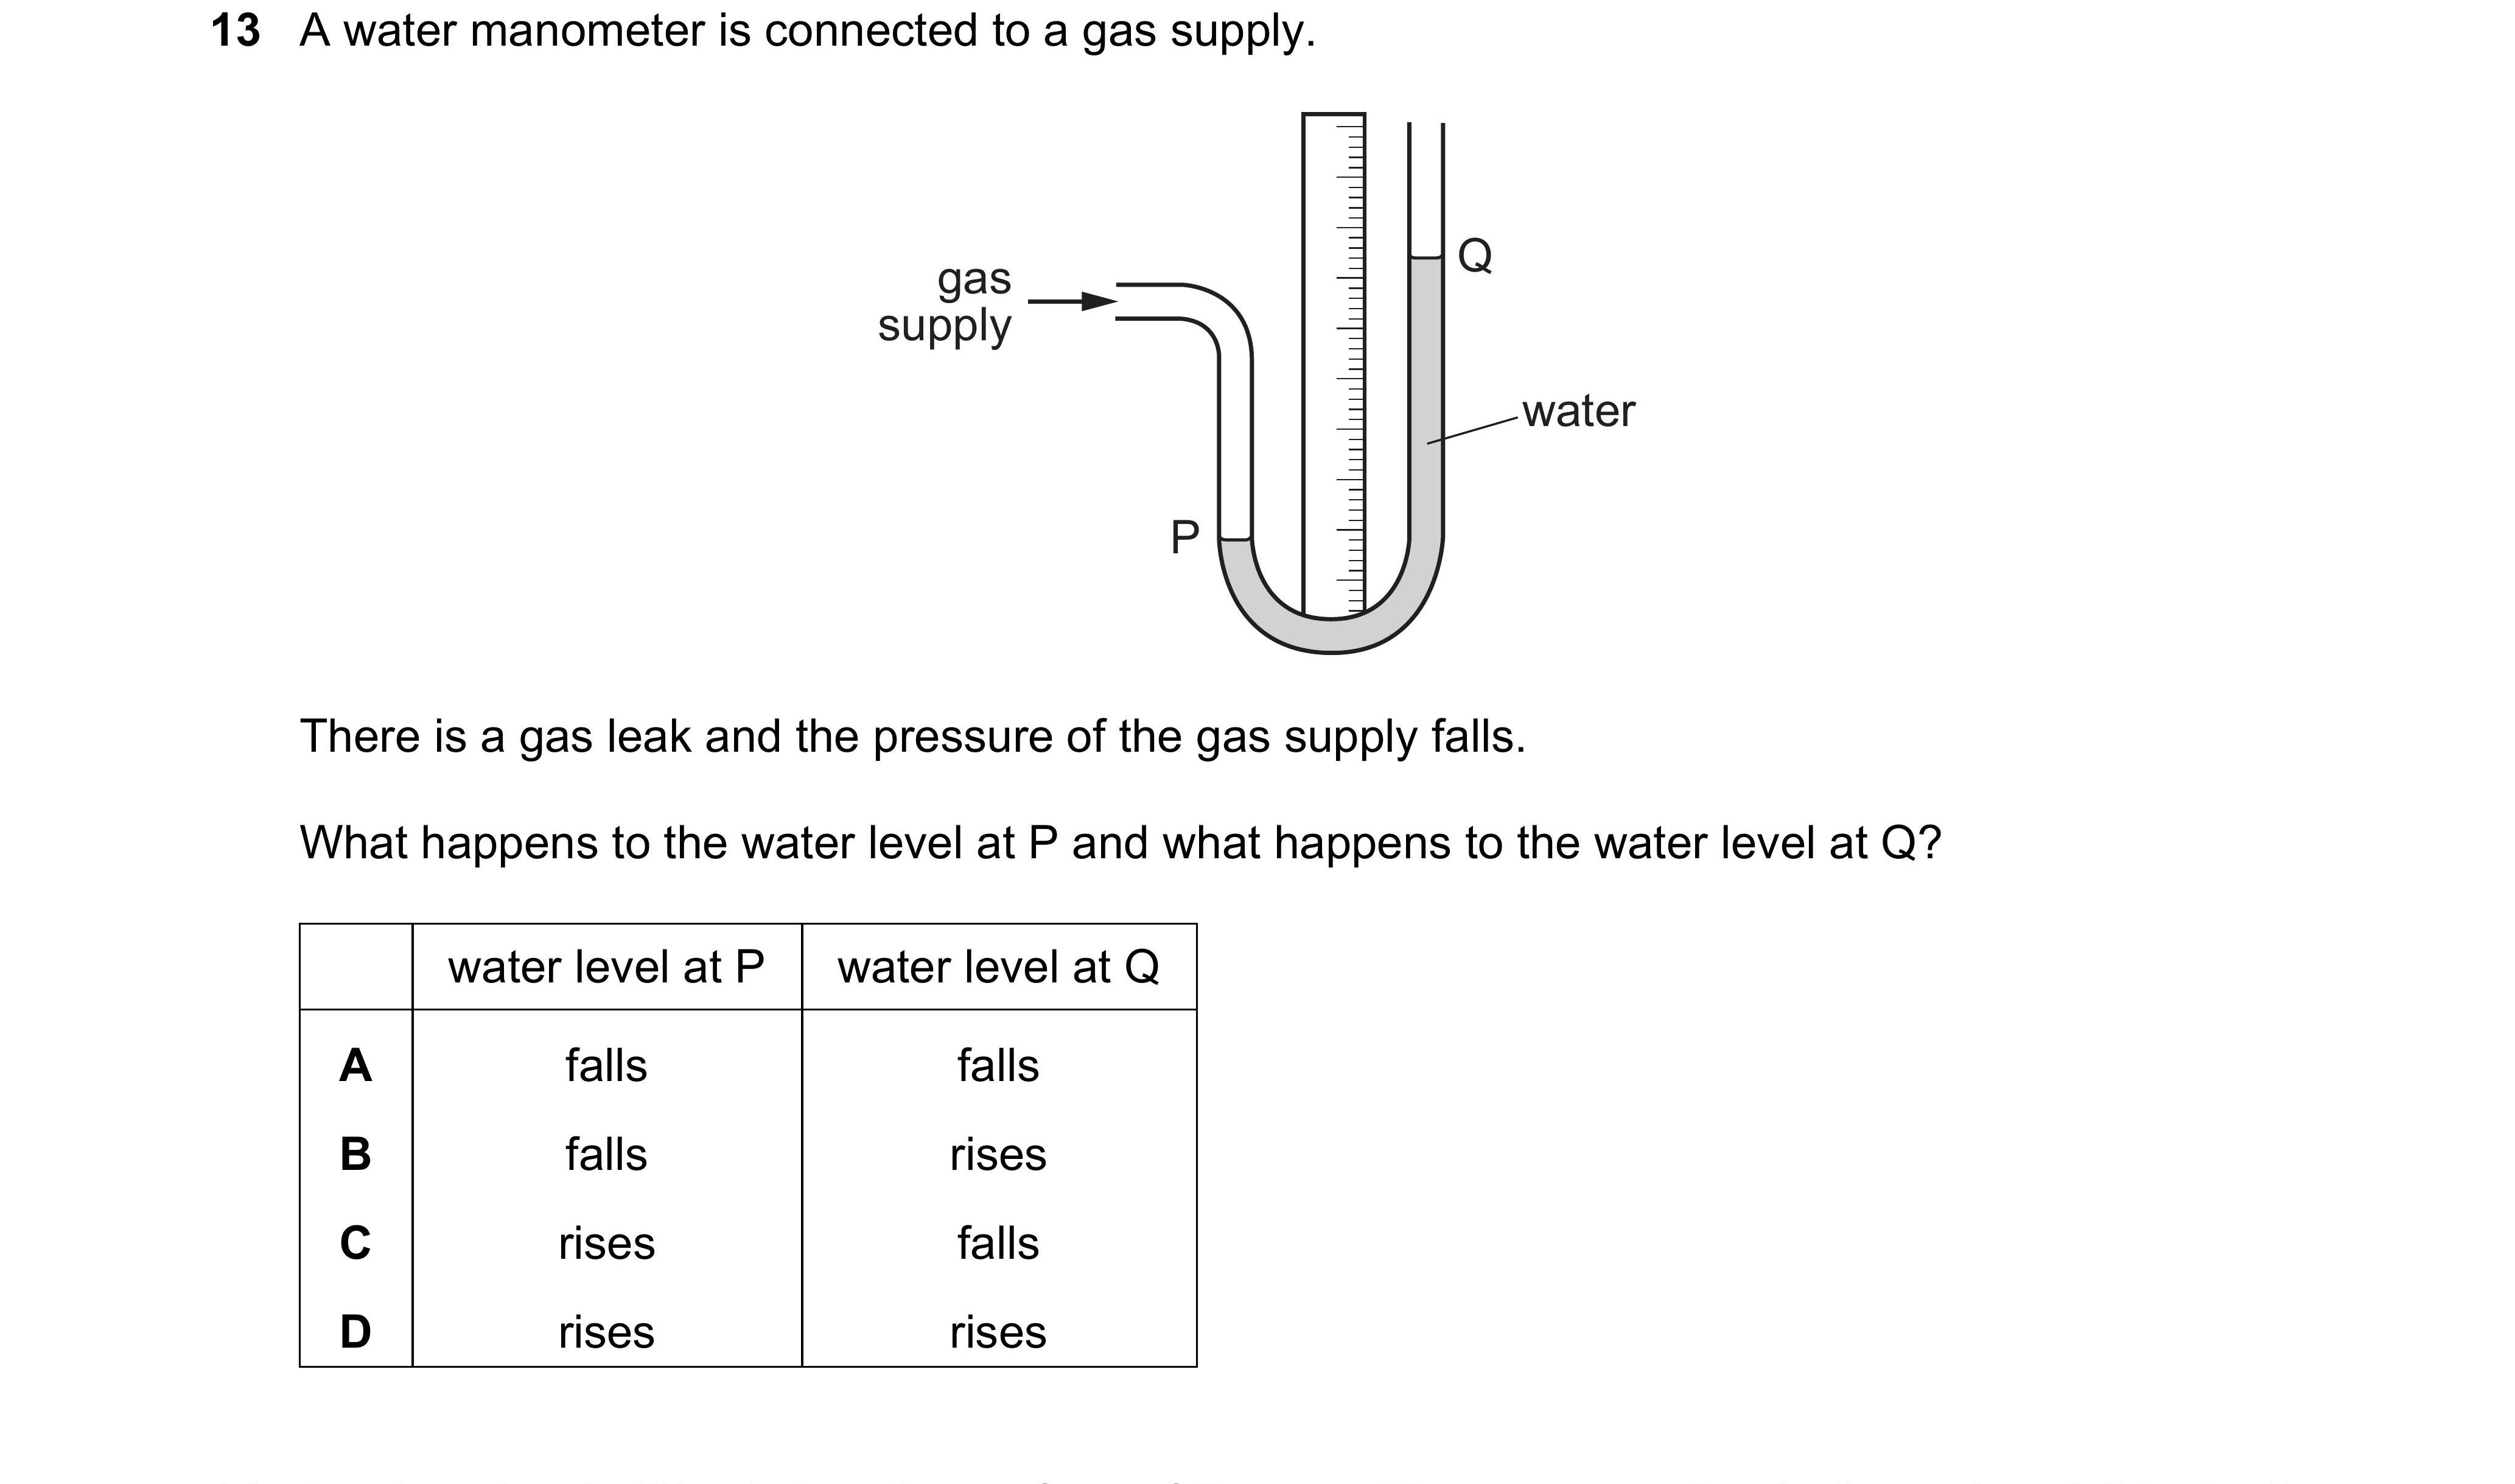 13 A water manometer is connected to a gas supply.
gas
supply
Q
water
P
There is a gas leak and the pressure of the gas supply falls.
What happens to the water level at P and what happens to the water level at Q?
water level at P water level at Q
A falls falls
B falls rises
C rises falls
D rises rises